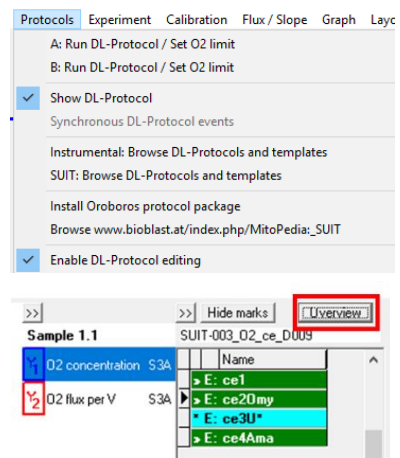 Protocols Experiment Calibration Flux / Slope Graph Layo
A: Run DL-Protocol / Set O2 limit
B: Run DL-Protocol / Set O2 limit
Show DL-Protocol
Synchronous DL-Protocol events
Instrumental: Browse DL-Protocols and templates
SUIT: Browse DL-Protocols and templates
Install Oroboros protocol package
Browse www.bioblast.at/index.php/MitoPedia:_SUIT
Enable DL-Protocol editing
>> >> Hide marks Overview
Sample 1.1 SUIT-003_O2_ce_D009
Name
Y1 O2 concentration S3A > E: ce1
Y2 O2 flux per V S3A > E: ce2Omy
* E: ce3U*
> E: ce4Ama